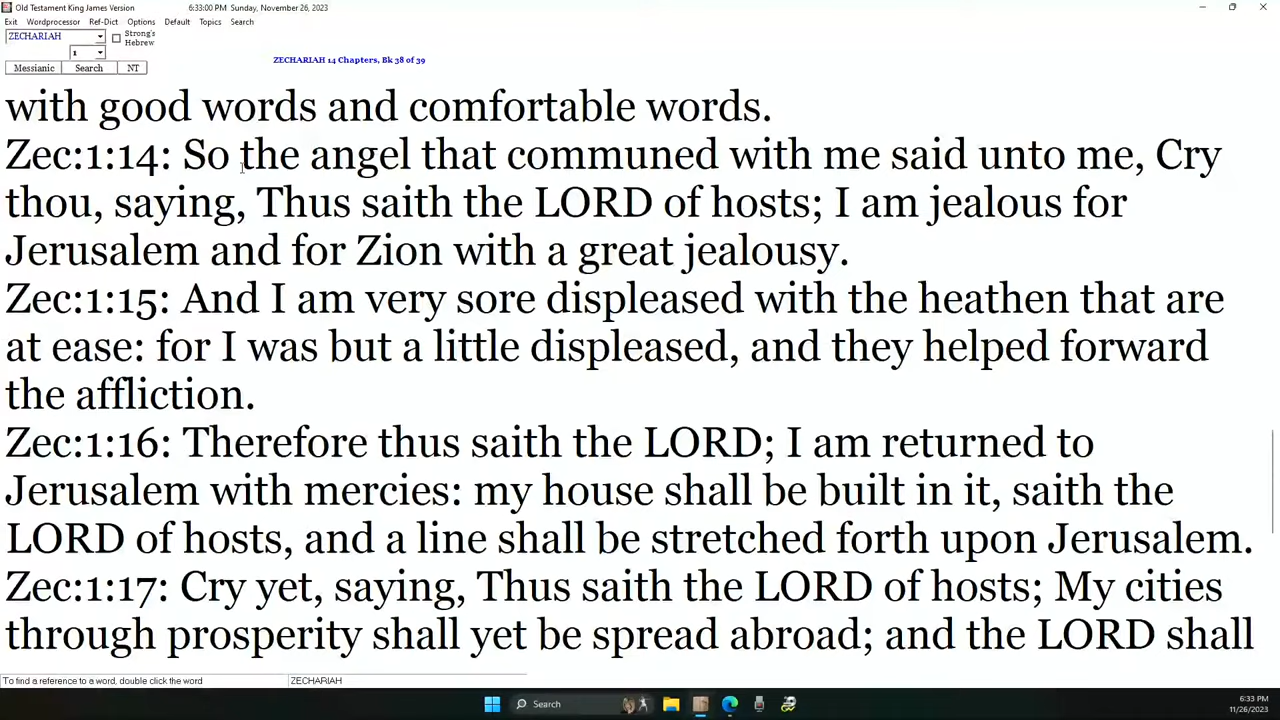 Old Testament King James Version 6:33:00 PM Sunday, November 26, 2023
Exit Wordprocessor Ref-Dict Options Default Topics Search
ZECHARIAH
Strong's
Hebrew
1
ZECHARIAH 14 Chapters, Bk 38 of 39
Messianic Search NT
with good words and comfortable words.
Zec:1:14: So the angel that communed with me said unto me, Cry
thou, saying, Thus saith the LORD of hosts; I am jealous for
Jerusalem and for Zion with a great jealousy.
Zec:1:15: And I am very sore displeased with the heathen that are
at ease: for I was but a little displeased, and they helped forward
the affliction.
Zec:1:16: Therefore thus saith the LORD; I am returned to
Jerusalem with mercies: my house shall be built in it, saith the
LORD of hosts, and a line shall be stretched forth upon Jerusalem.
Zec:1:17: Cry yet, saying, Thus saith the LORD of hosts; My cities
through prosperity shall yet be spread abroad; and the LORD shall
To find a reference to a word, double click the word ZECHARIAH
Search
6:33 PM
11/26/2023